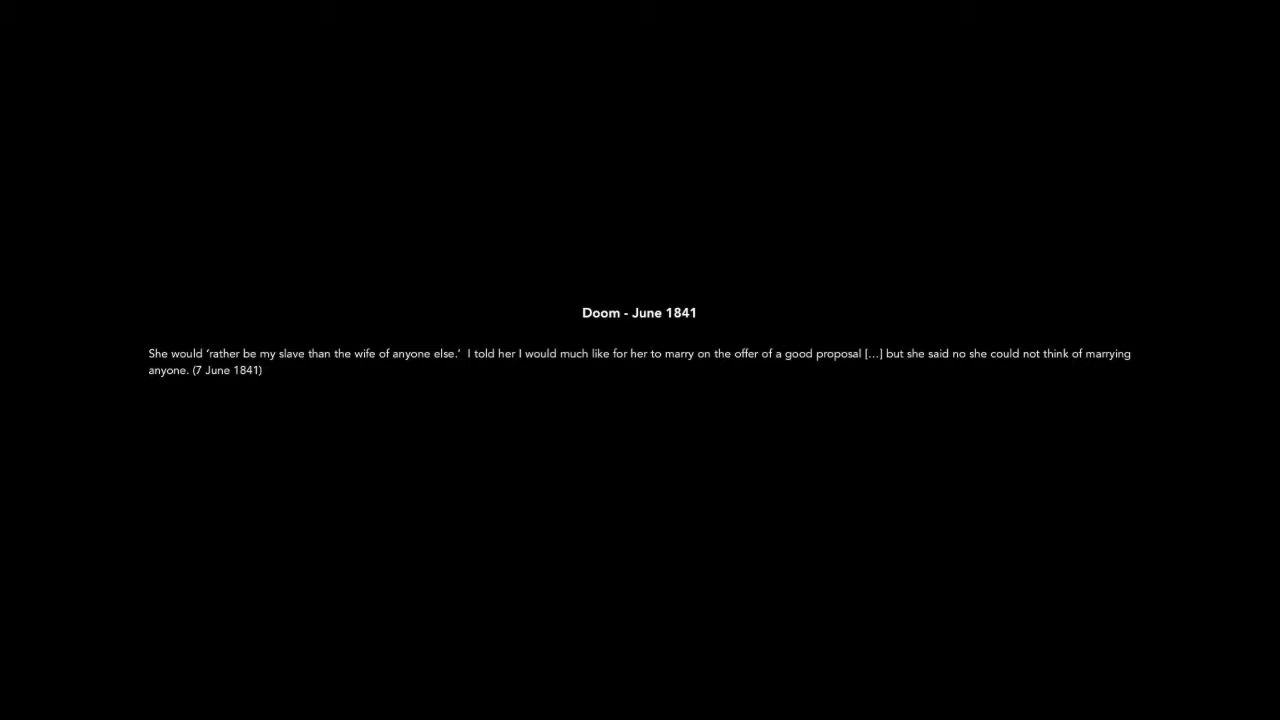 Doom - June 1841
She would ‘rather be my slave than the wife of anyone else.’  I told her I would much like for her to marry on the offer of a good proposal [...] but she said no she could not think of marrying
anyone. (7 June 1841)